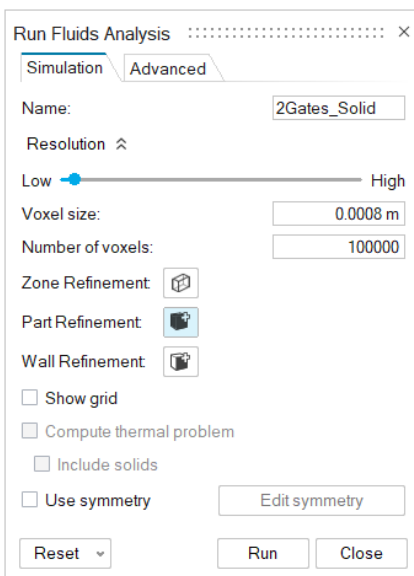 Run Fluids Analysis
Simulation Advanced
Name: 2Gates_Solid
Resolution
Low High
Voxel size: 0.0008 m
Number of voxels: 100000
Zone Refinement:
Part Refinement:
Wall Refinement:
Show grid
Compute thermal problem
Include solids
Use symmetry Edit symmetry
Reset Run Close